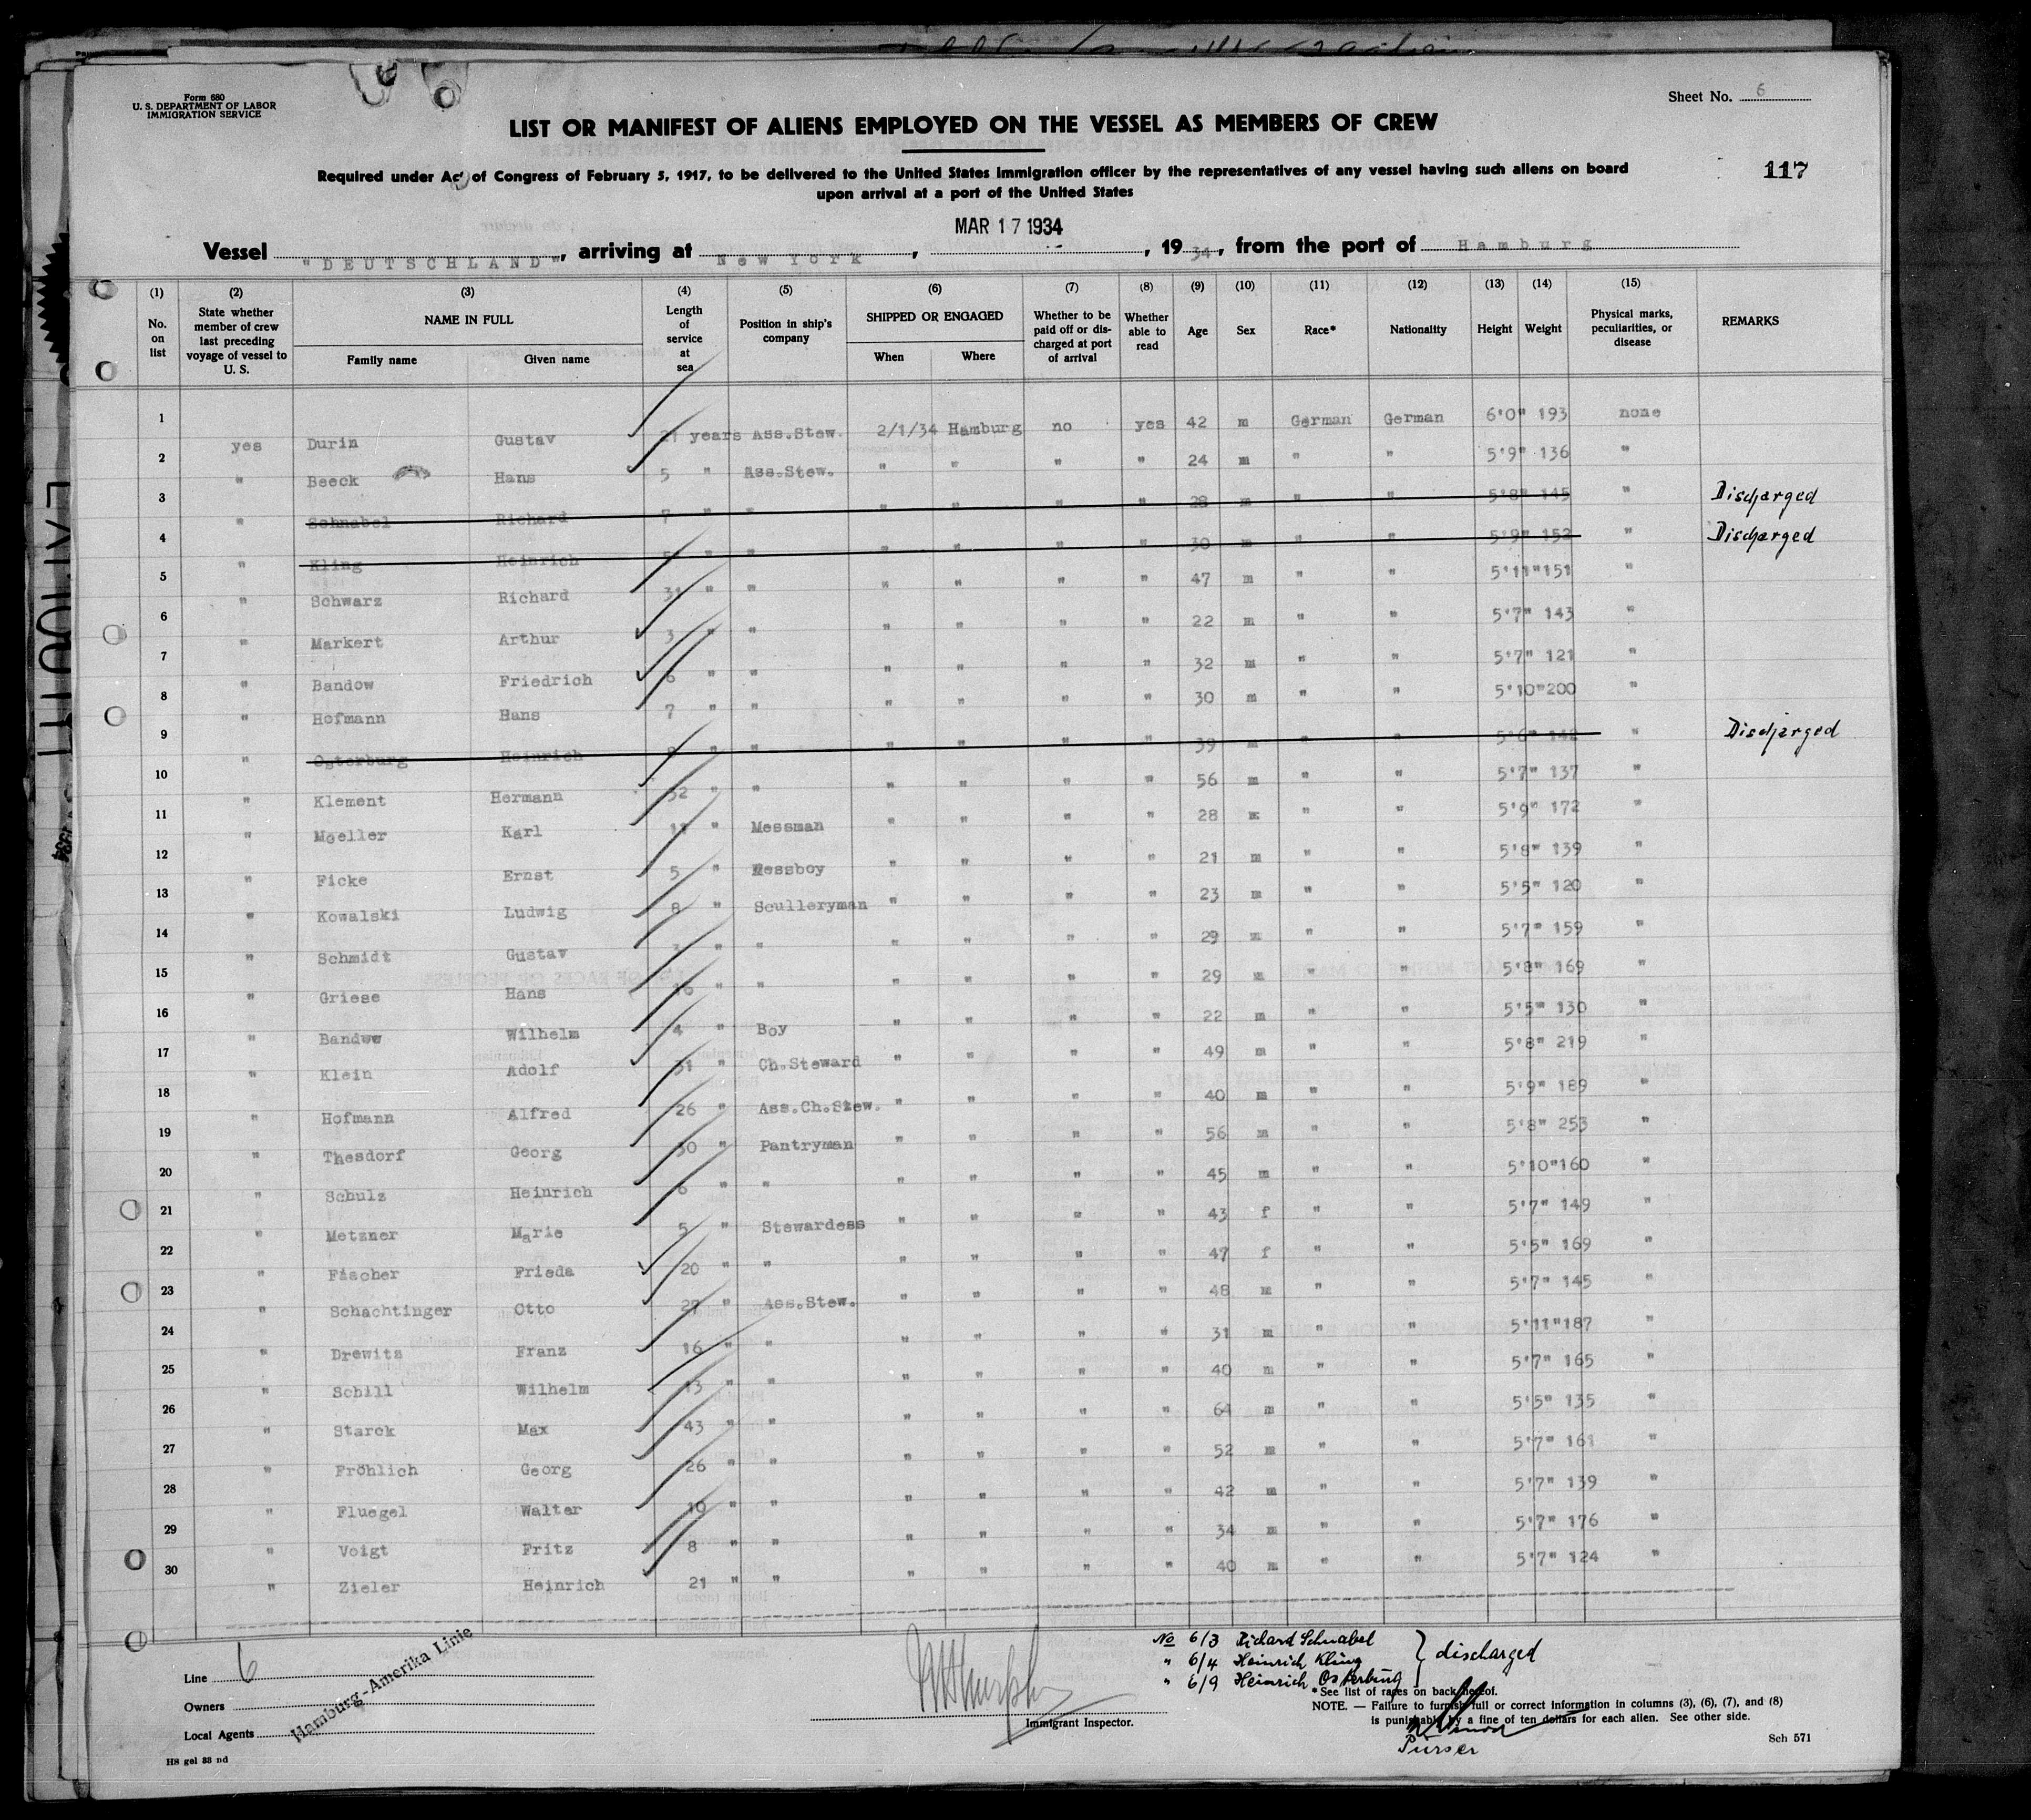 Form 680
U. S. DEPARTMENT OF LABOR
IMMIGRATION SERVICE
Sheet No. 6
LIST OR MANIFEST OF ALIENS EMPLOYED ON THE VESSEL AS MEMBERS OF CREW
Required under Act of Congress of February 5, 1917, to be delivered to the United States Immigration officer by the representatives of any vessel having such aliens on board
upon arrival at a port of the United States
117
MAR 17 1934
Vessel "DEUTSCHLAND", arriving at New York, , 1934, from the port of Hamburg
(1) (2) (3) (4) (5) (6) (7) (8) (9) (10) (11) (12) (13) (14) (15)
No. on list State whether member of crew last preceding voyage of vessel to U. S. NAME IN FULL Family name Given name Length of service at sea Position in ship's company SHIPPED OR ENGAGED When Where Whether to be paid off or discharged at port of arrival Whether able to read Age Sex Race* Nationality Height Weight Physical marks, peculiarities, or disease REMARKS
1 yes Durin Gustav years Ass.Stew. 2/1/34 Hamburg no yes 42 m German German 6'0" 193 none
2 " Beeck Hans 5 " Ass.Stew. " " " " 24 m " " 5'9" 136 "
3 " Schnabel Richard 7 " " " " " " 28 m " " 5'8" 145 " Discharged
4 " Kling Heinrich " " " " " " 30 m " " 5'9" 152 " Discharged
5 " Schwarz Richard 31 " " " " " " 47 m " " 5'11" 151 "
6 " Markert Arthur 3 " " " " " " 22 m " " 5'7" 143 "
7 " Bandow Friedrich 6 " " " " " " 32 m " " 5'7" 121 "
8 " Hofmann Hans 7 " " " " " " 30 m " " 5'10" 200 "
9 " Osterburg Heinrich " " " " " " 39 m " " 5'6" 142 " Discharged
10 " Klement Hermann 32 " " " " " " 56 m " " 5'7" 137 "
11 " Moeller Karl " Messman " " " 28 m " " 5'9" 172 "
12 " Ficke Ernst 5 " Messboy " " " " 21 m " " 5'8" 139 "
13 " Kowalski Ludwig 8 " Sculleryman " " " " 23 m " " 5'5" 120 "
14 " Schmidt Gustav " " " " " " 29 m " " 5'7" 159 "
15 " Griese Hans 16 " " " " " " 29 m " " 5'8" 169 "
16 " Bandow Wilhelm 4 " Boy " " " " 22 m " " 5'5" 130 "
17 " Klein Adolf 31 " Ch.Steward " " " " 49 m " " 5'8" 219 "
18 " Hofmann Alfred 26 " Ass.Ch.Stew. " " " " 40 m " " 5'9" 189 "
19 " Thesdorf Georg 30 " Pantryman " " " " 56 m " " 5'8" 253 "
20 " Schulz Heinrich 6 " " " " " " 45 m " " 5'10" 160 "
21 " Metzner Marie 5 " Stewardess " " " " 43 f " " 5'7" 149 "
22 " Fischer Frieda 20 " " " " " " 47 f " " 5'5" 169 "
23 " Schachtinger Otto 27 " Ass.Stew. " " " 48 m " " 5'7" 145 "
24 " Drewitz Franz 16 " " " " " " 31 m " " 5'11" 187 "
25 " Schill Wilhelm 13 " " " " " " 40 m " " 5'7" 165 "
26 " Starck Max 43 " " " " " " 64 m " " 5'5" 135 "
27 " Fröhlich Georg 26 " " " " " " 52 m " " 5'7" 161 "
28 " Fluegel Walter 19 " " " " " " 42 m " " 5'7" 139 "
29 " Voigt Fritz 8 " " " " " " 34 m " " 5'7" 176 "
30 " Zieler Heinrich 21 " " " " " " 40 m " " 5'7" 124 "
No 6/3 Richard Schnabel
" 6/4 Heinrich Kling } discharged
" 6/9 Heinrich Osterburg
Line 6
Owners Hamburg-Amerika Linie
Local Agents
Immigrant Inspector.
*See list of races on back hereof.
NOTE. — Failure to furnish full or correct information in columns (3), (6), (7), and (8)
is punishable by a fine of ten dollars for each alien. See other side.
Purser
H8 gel 33 nd
Sch 571